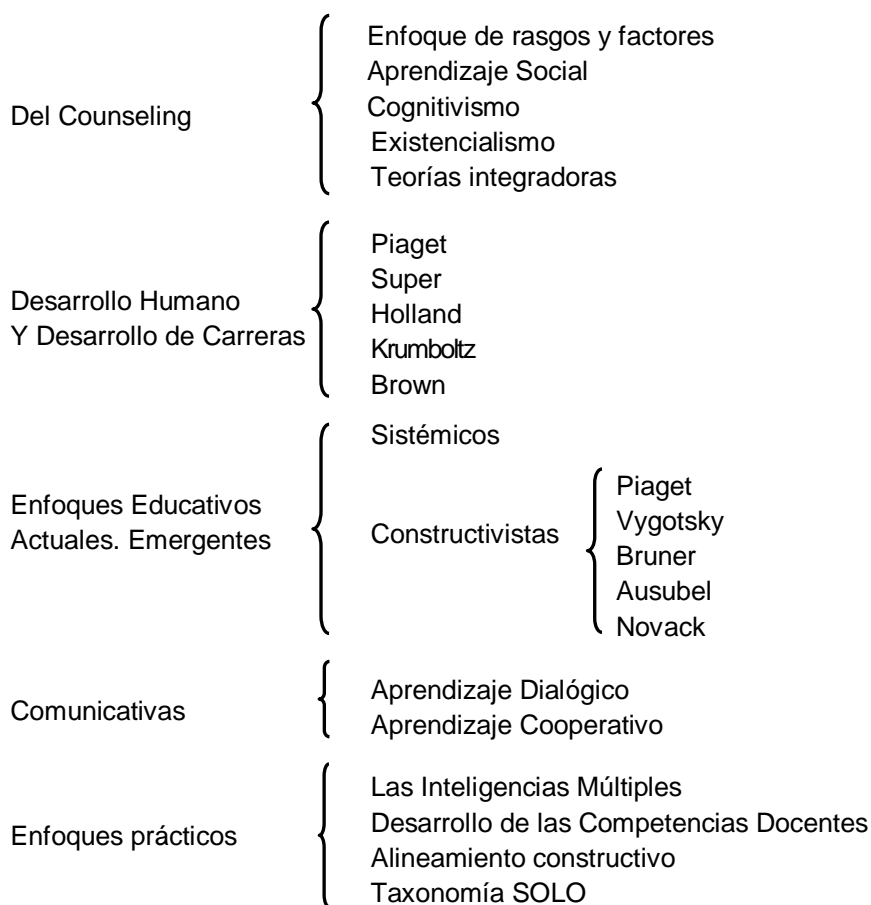 Del Counseling
Enfoque de rasgos y factores
Aprendizaje Social
Cognitivismo
Existencialismo
Teorías integradoras
Desarrollo Humano
Y Desarrollo de Carreras
Piaget
Super
Holland
Krumboltz
Brown
Enfoques Educativos
Actuales. Emergentes
Sistémicos
Constructivistas
Piaget
Vygotsky
Bruner
Ausubel
Novack
Comunicativas
Aprendizaje Dialógico
Aprendizaje Cooperativo
Enfoques prácticos
Las Inteligencias Múltiples
Desarrollo de las Competencias Docentes
Alineamiento constructivo
Taxonomía SOLO